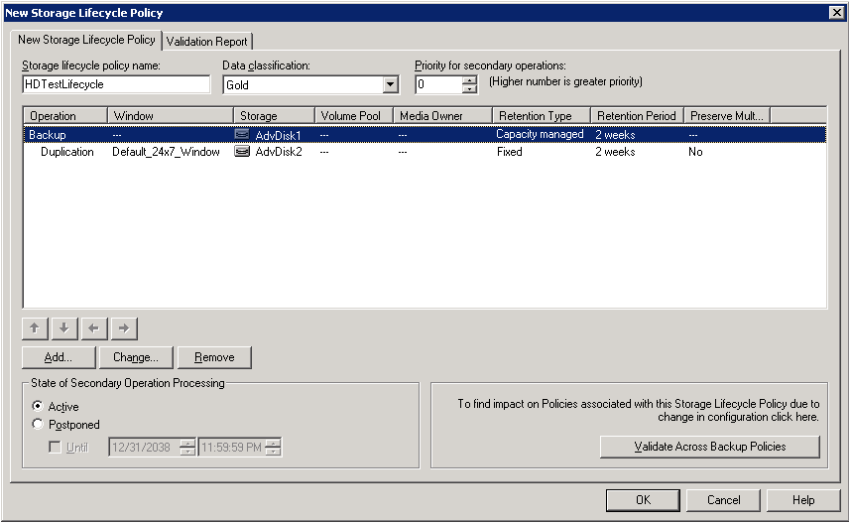 New Storage Lifecycle Policy
New Storage Lifecycle Policy Validation Report
Storage lifecycle policy name: Data classification: Priority for secondary operations:
HDTestLifecycle Gold 0 (Higher number is greater priority)
Operation Window Storage Volume Pool Media Owner Retention Type Retention Period Preserve Mult...
Backup --- AdvDisk1 --- --- Capacity managed 2 weeks ---
Duplication Default_24x7_Window AdvDisk2 --- --- Fixed 2 weeks No
Add... Change... Remove
State of Secondary Operation Processing
Active
Postponed
Until 12/31/2038 11:59:59 PM
To find impact on Policies associated with this Storage Lifecycle Policy due to
change in configuration click here.
Validate Across Backup Policies
OK Cancel Help